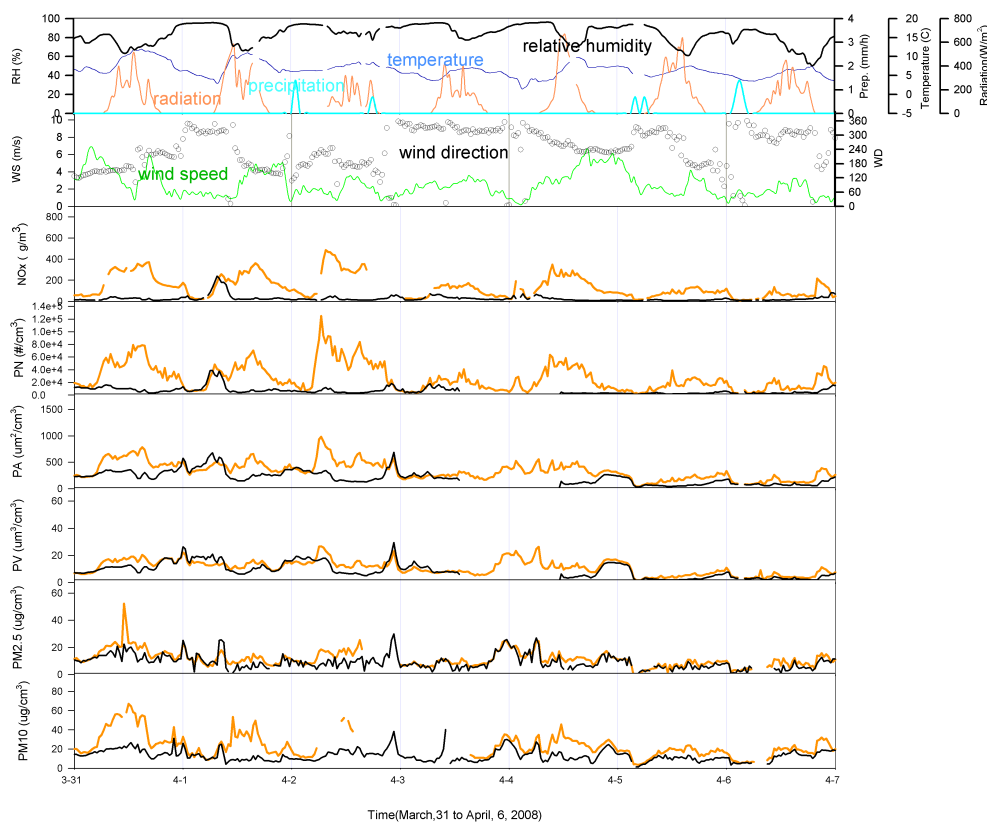 RH (%)
100
80
60
40
20
0
relative humidity
temperature
precipitation
radiation
4
3
2
1
0
Prep. (mm/h)
20
15
10
5
0
-5
Temperature (C)
800
600
400
200
0
Radiation(W/m²)
WS (m/s)
10
8
6
4
2
0
wind direction
wind speed
360
300
240
180
120
60
0
WD
NOx ( g/m³)
800
600
400
200
0
PN (#/cm³)
1.4e+5
1.2e+5
1.0e+5
8.0e+4
6.0e+4
4.0e+4
2.0e+4
0.0
PA (um²/cm³)
1500
1000
500
0
PV (um³/cm³)
60
40
20
0
PM2.5 (ug/cm³)
60
40
20
0
PM10 (ug/cm³)
80
60
40
20
0
3-31 4-1 4-2 4-3 4-4 4-5 4-6 4-7
Time(March,31 to April, 6, 2008)